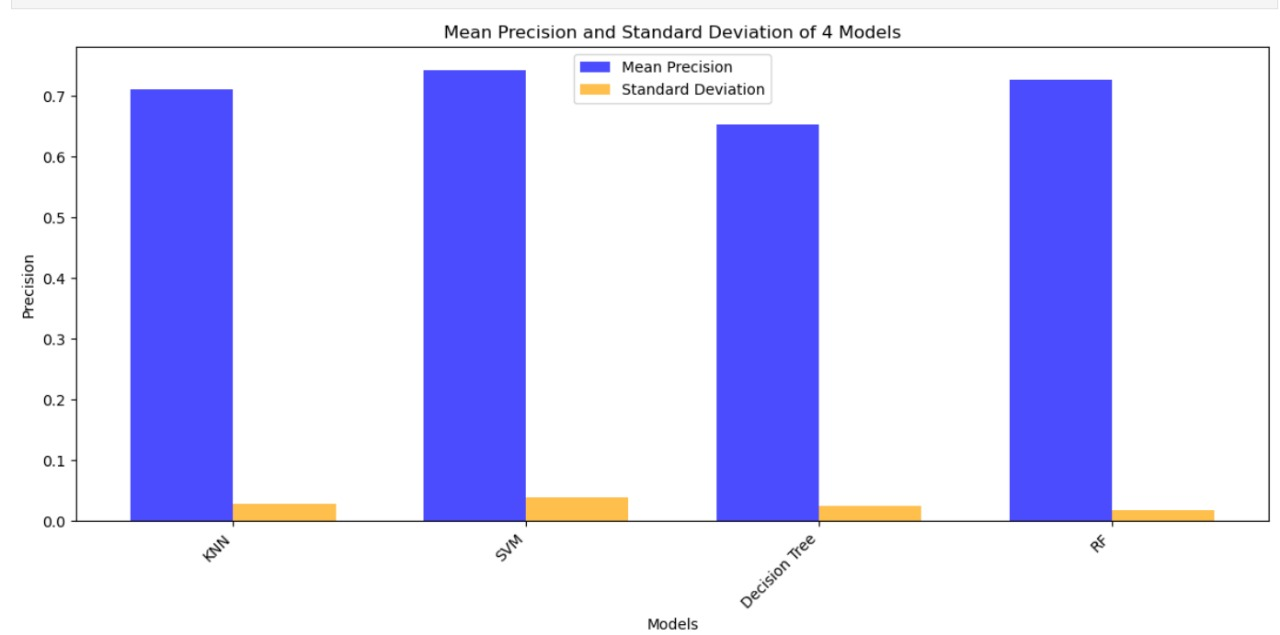 Mean Precision and Standard Deviation of 4 Models
Mean Precision
Standard Deviation
0.7
0.6
0.5
0.4
0.3
0.2
0.1
0.0
Precision
KNN
SVM
Decision Tree
RF
Models